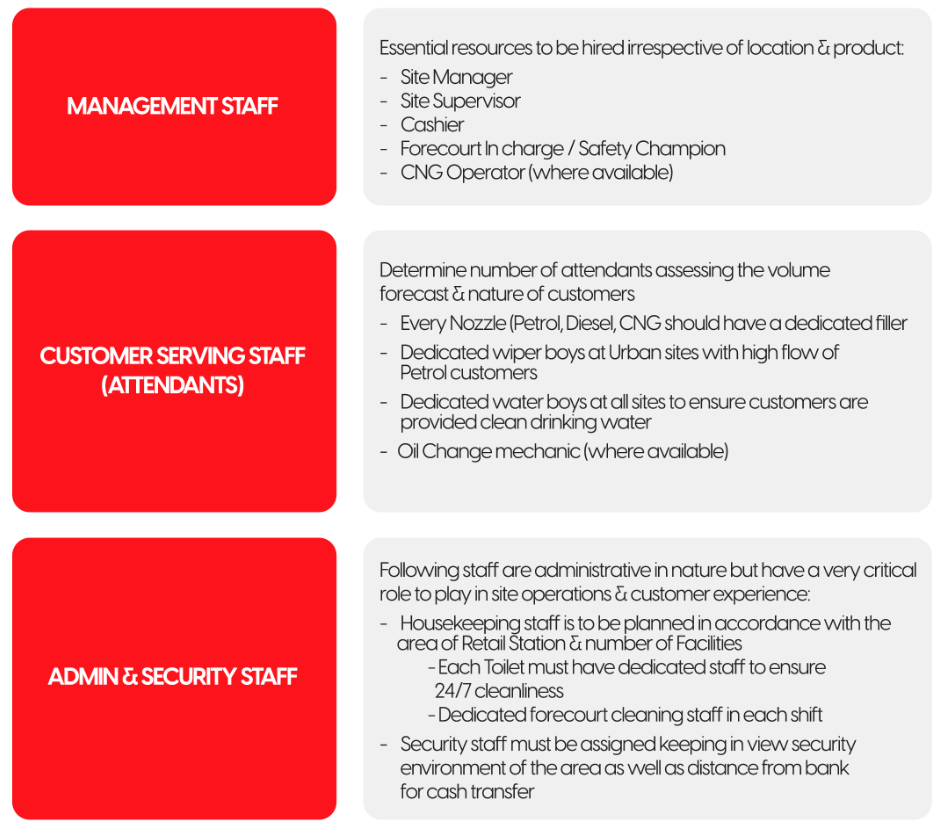 MANAGEMENT STAFF
Essential resources to be hired irrespective of location & product:
- Site Manager
- Site Supervisor
- Cashier
- Forecourt In charge / Safety Champion
- CNG Operator (where available)
CUSTOMER SERVING STAFF
(ATTENDANTS)
Determine number of attendants assessing the volume
forecast & nature of customers
- Every Nozzle (Petrol, Diesel, CNG should have a dedicated filler
- Dedicated wiper boys at Urban sites with high flow of
Petrol customers
- Dedicated water boys at all sites to ensure customers are
provided clean drinking water
- Oil Change mechanic (where available)
ADMIN & SECURITY STAFF
Following staff are administrative in nature but have a very critical
role to play in site operations & customer experience:
- Housekeeping staff is to be planned in accordance with the
area of Retail Station & number of Facilities
- Each Toilet must have dedicated staff to ensure
24/7 cleanliness
- Dedicated forecourt cleaning staff in each shift
- Security staff must be assigned keeping in view security
environment of the area as well as distance from bank
for cash transfer